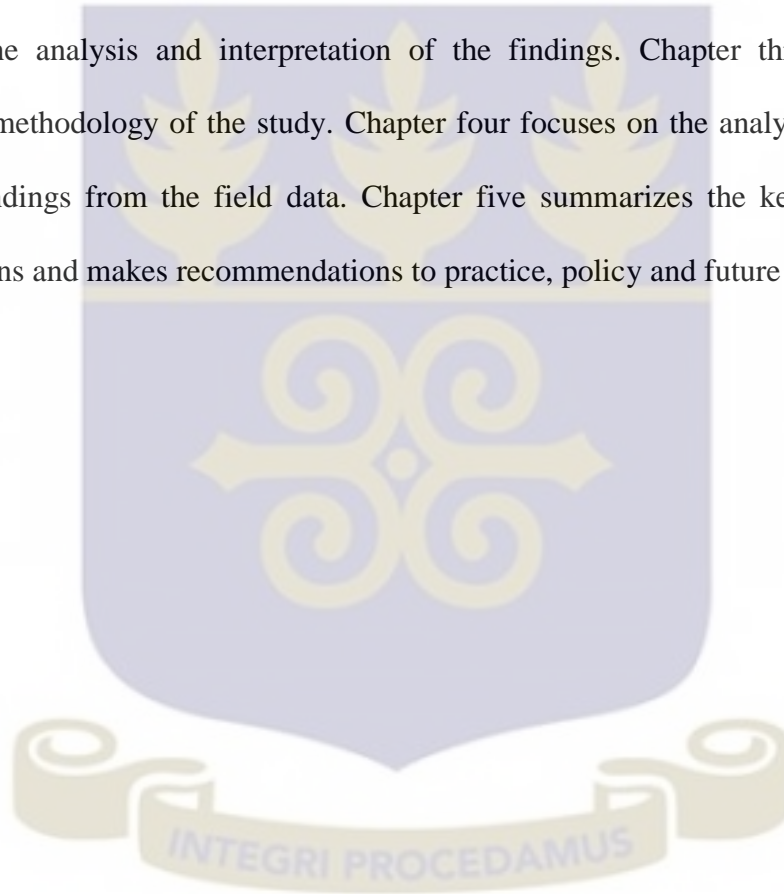 ne analysis and interpretation of the findings. Chapter th
methodology of the study. Chapter four focuses on the analy
ndings from the field data. Chapter five summarizes the ke
ns and makes recommendations to practice, policy and future
INTEGRI PROCEDAMUS